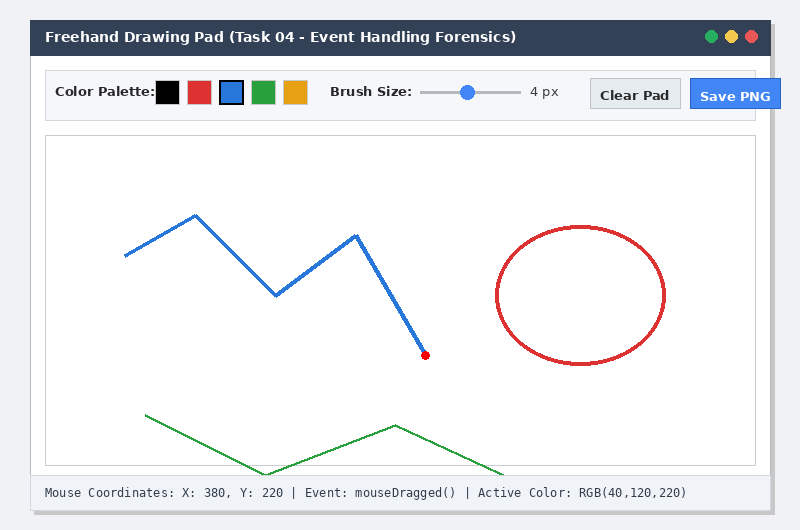 Freehand Drawing Pad (Task 04 - Event Handling Forensics)
Color Palette: Brush Size: 4 px Clear Pad Save PNG
Mouse Coordinates: X: 380, Y: 220 | Event: mouseDragged() | Active Color: RGB(40,120,220)